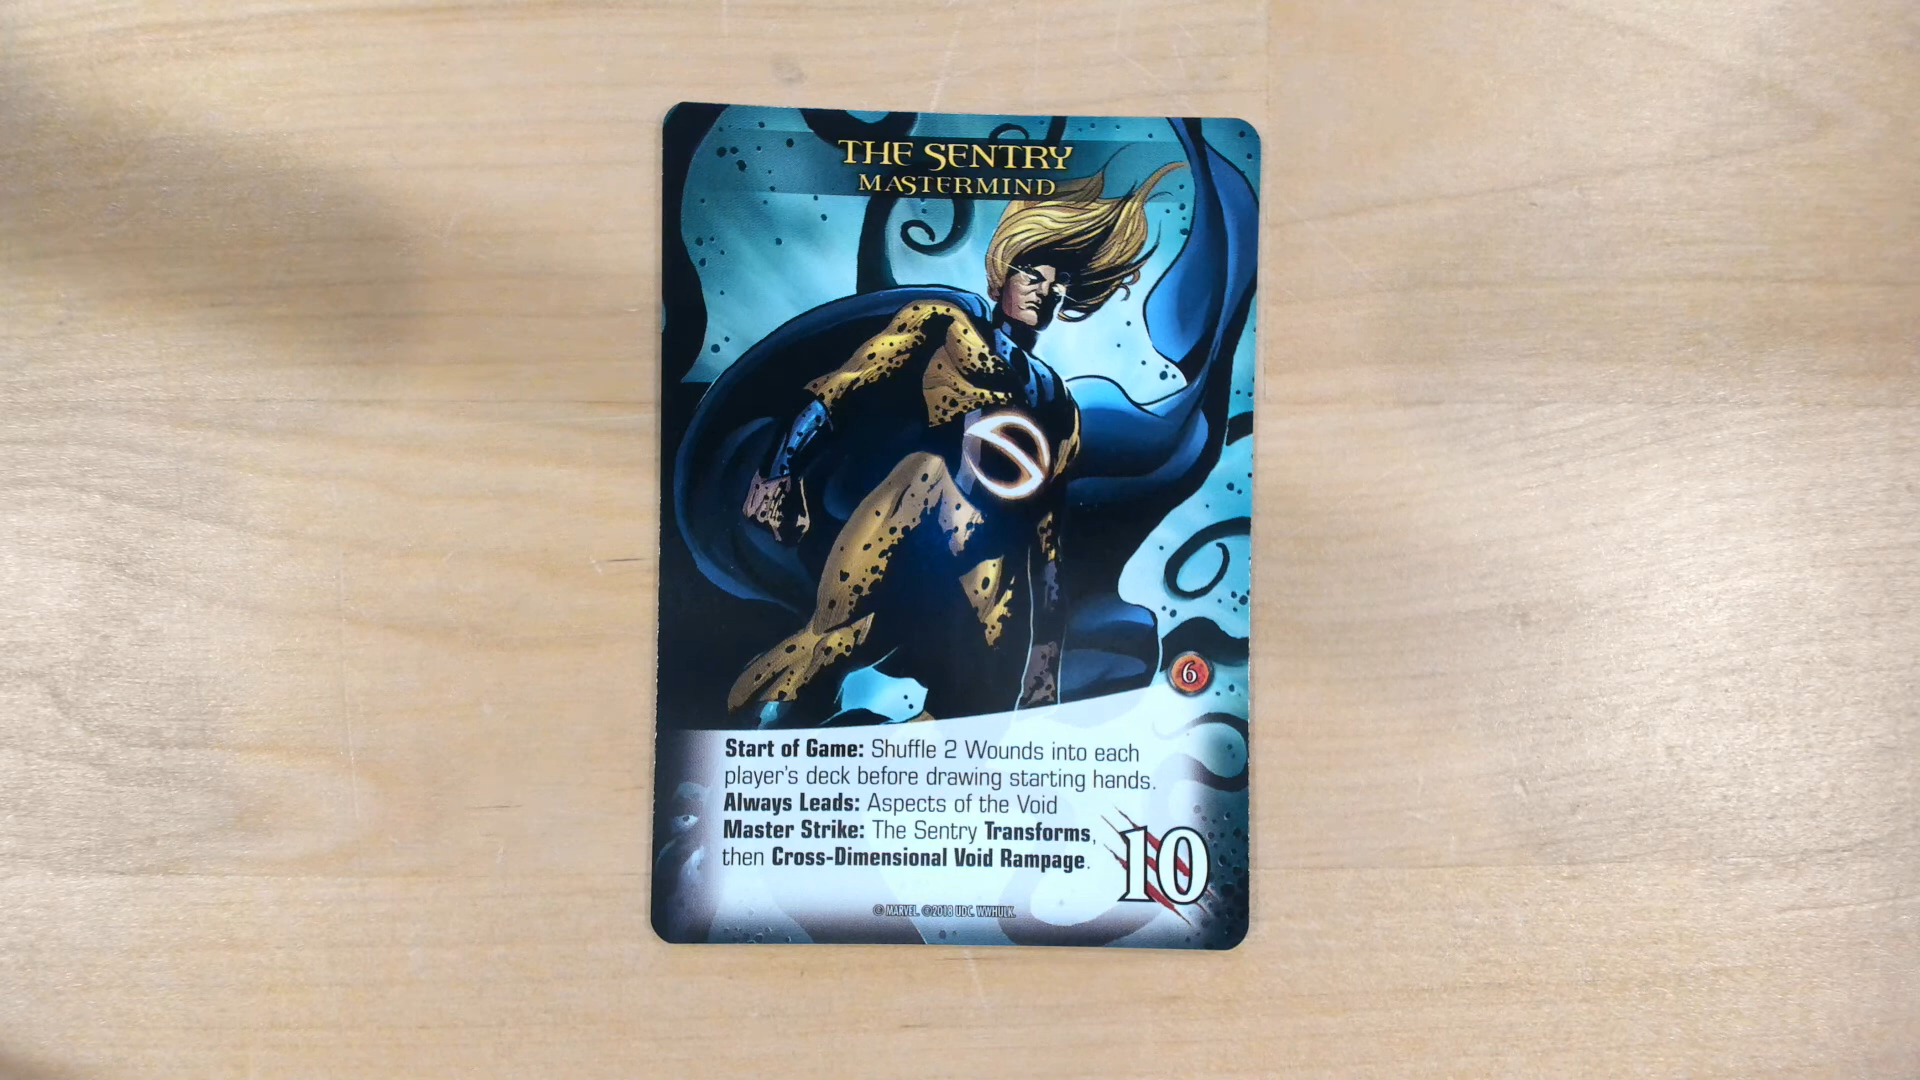 THE SENTRY
MASTERMIND
6
Start of Game: Shuffle 2 Wounds into each
player's deck before drawing starting hands.
Always Leads: Aspects of the Void
Master Strike: The Sentry Transforms,
then Cross-Dimensional Void Rampage.
10
© MARVEL. ©2018 UDC. WWHULK.